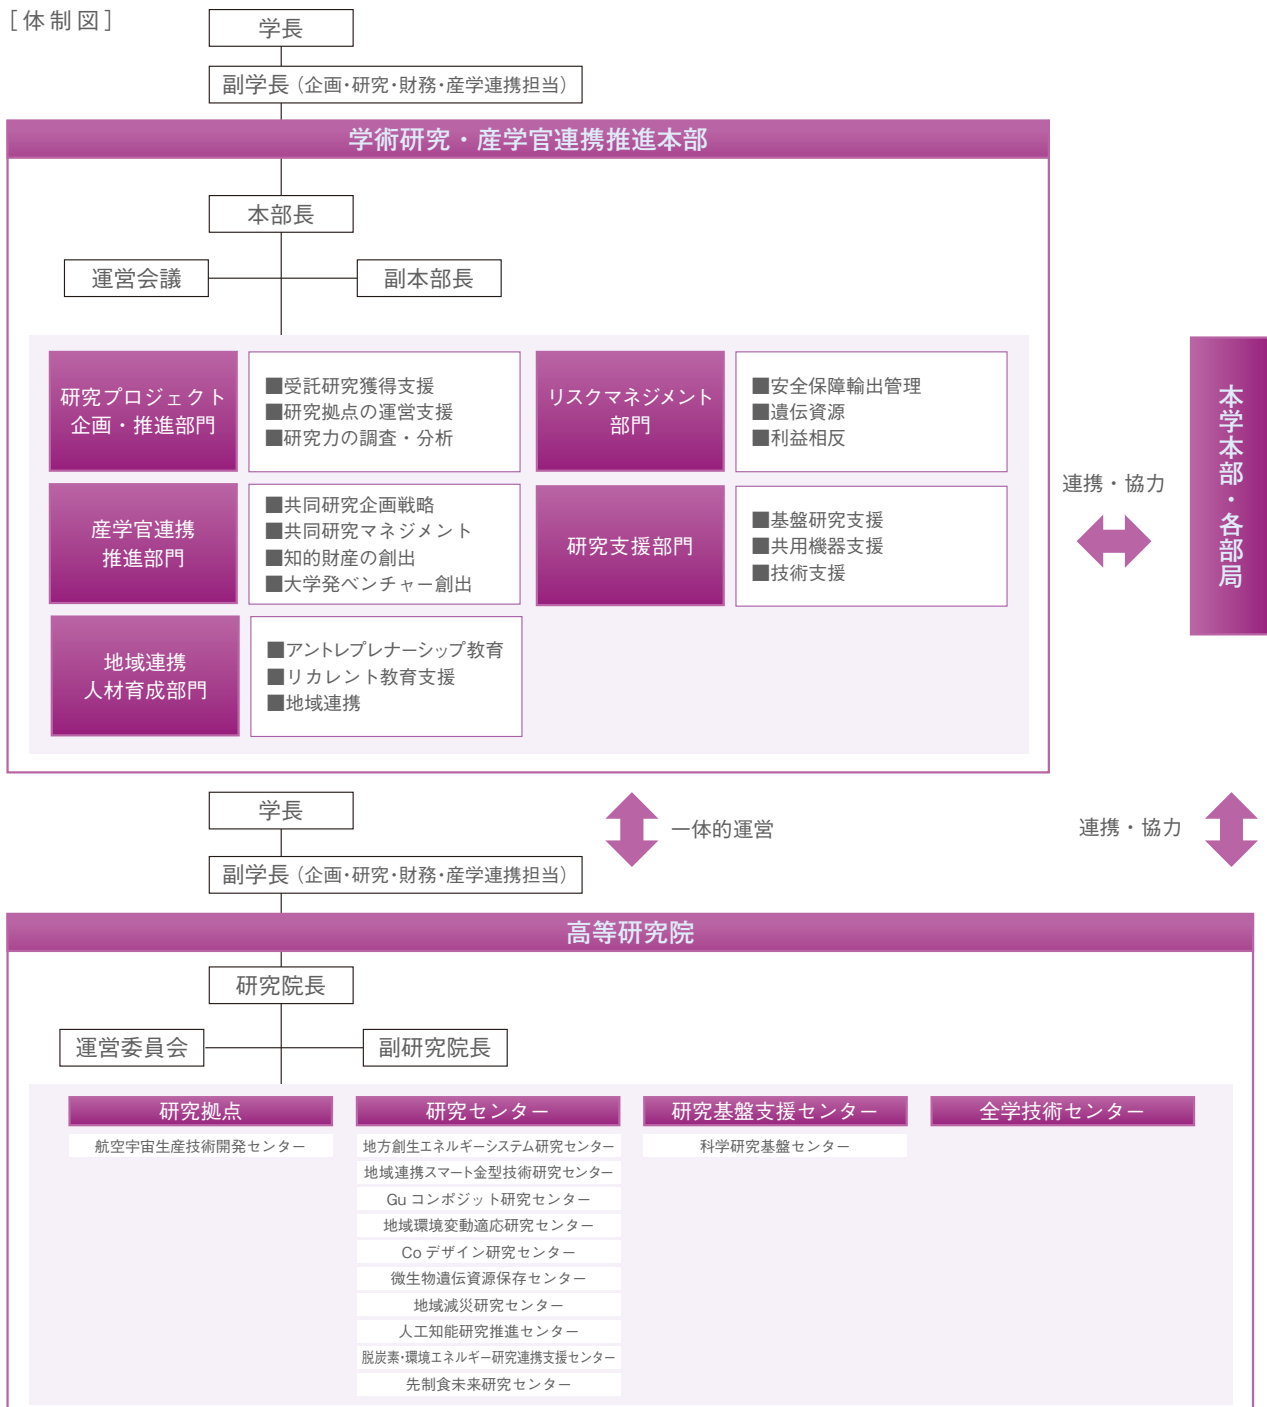 [体制図]
学長
副学長（企画・研究・財務・産学連携担当）
学術研究・産学官連携推進本部
本部長
運営会議
副本部長
研究プロジェクト
企画・推進部門
■受託研究獲得支援
■研究拠点の運営支援
■研究力の調査・分析
リスクマネジメント
部門
■安全保障輸出管理
■遺伝資源
■利益相反
産学官連携
推進部門
■共同研究企画戦略
■共同研究マネジメント
■知的財産の創出
■大学発ベンチャー創出
研究支援部門
■基盤研究支援
■共用機器支援
■技術支援
地域連携
人材育成部門
■アントレプレナーシップ教育
■リカレント教育支援
■地域連携
連携・協力
本学本部・各部局
学長
副学長（企画・研究・財務・産学連携担当）
一体的運営
連携・協力
高等研究院
研究院長
運営委員会
副研究院長
研究拠点
航空宇宙生産技術開発センター
研究センター
地方創生エネルギーシステム研究センター
地域連携スマート金型技術研究センター
Gu コンポジット研究センター
地域環境変動適応研究センター
Co デザイン研究センター
微生物遺伝資源保存センター
地域減災研究センター
人工知能研究推進センター
脱炭素・環境エネルギー研究連携支援センター
先制食未来研究センター
研究基盤支援センター
科学研究基盤センター
全学技術センター